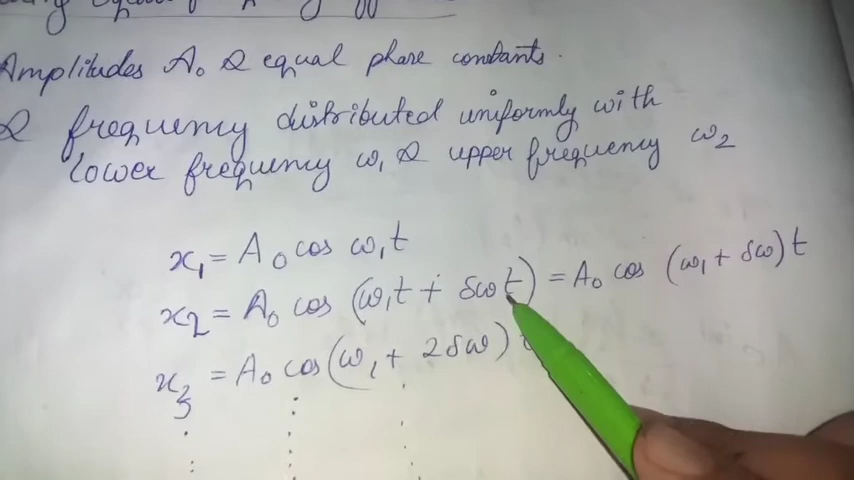 Amplitudes A₀ & equal phase constants.
& frequency distributed uniformly with
lower frequency ω₁ & upper frequency ω₂
x₁ = A₀ cos ω₁t
x₂ = A₀ cos (ω₁t + δωt) = A₀ cos (ω₁ + δω)t
x₃ = A₀ cos (ω₁ + 2δω) t